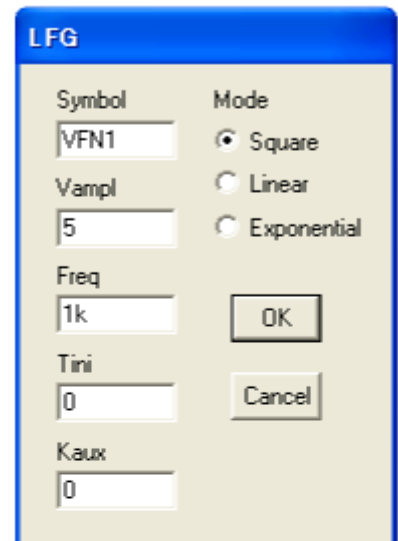 LFG
Symbol
VFN1
Vampl
5
Freq
1k
Tini
0
Kaux
0
Mode
Square
Linear
Exponential
OK
Cancel